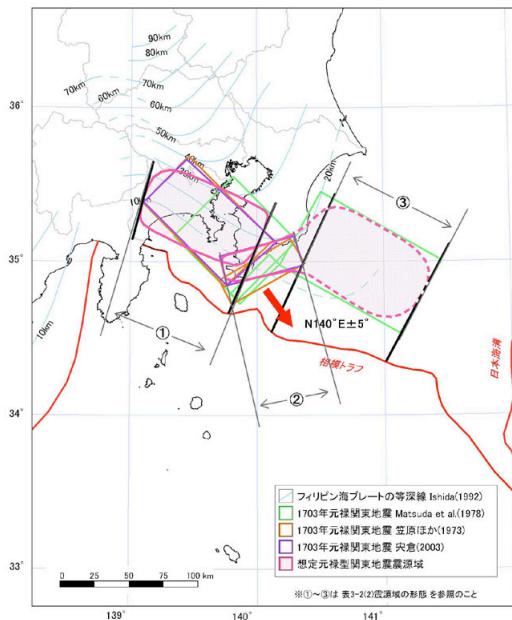 90km
80km
70km
60km
50km
70km
60km
40km
30km
20km
10km
36°
35°
34°
33°
①
②
③
N140°E±5°
相模トラフ
日本海溝
フィリピン海プレートの等深線 Ishida(1992)
1703年元禄関東地震 Matsuda et al.(1978)
1703年元禄関東地震 笠原ほか(1973)
1703年元禄関東地震 宍倉(2003)
想定元禄型関東地震震源域
※①~③は 表3-2(2)震源域の形態 を参照のこと
0 25 50 75 100 km
139°
140°
141°